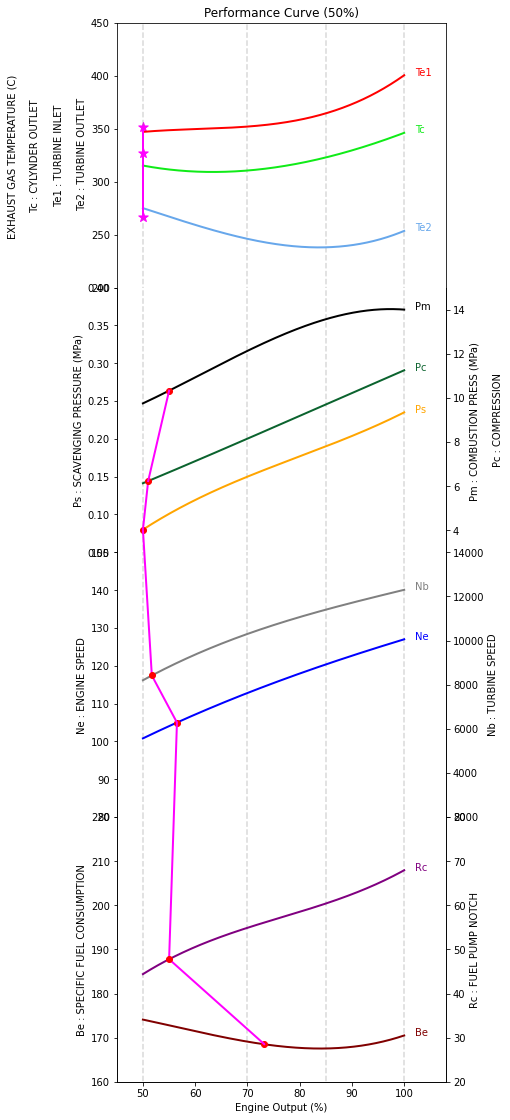 Performance Curve (50%)
EXHAUST GAS TEMPERATURE (C)
Tc : CYLYNDER OUTLET
Te1 : TURBINE INLET
Te2 : TURBINE OUTLET
450
400
350
300
250
Te1
Tc
Te2
0.40
0.35
0.30
0.25
0.20
0.15
0.10
Ps : SCAVENGING PRESSURE (MPa)
Pm
Pc
Ps
14
12
10
8
6
4
Pm : COMBUSTION PRESS (MPa)
Pc : COMPRESSION
140
130
120
110
100
90
Ne : ENGINE SPEED
Nb
Ne
14000
12000
10000
8000
6000
4000
Nb : TURBINE SPEED
210
200
190
180
170
160
Be : SPECIFIC FUEL CONSUMPTION
Rc
Be
70
60
50
40
30
20
Rc : FUEL PUMP NOTCH
50 60 70 80 90 100
Engine Output (%)